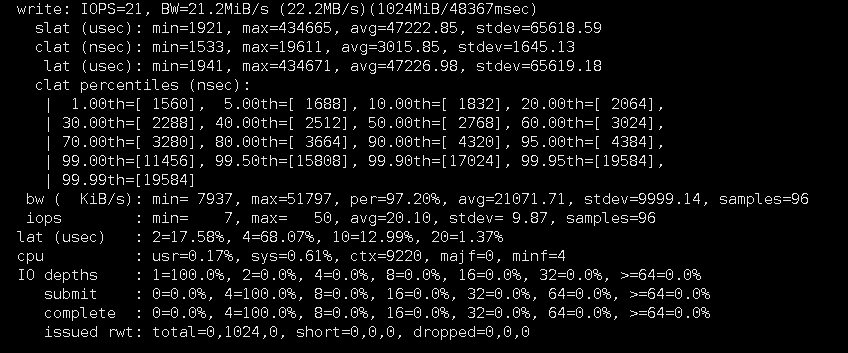 write: IOPS=21, BW=21.2MiB/s (22.2MB/s)(1024MiB/48367msec)
slat (usec): min=1921, max=434665, avg=47222.85, stdev=65618.59
clat (nsec): min=1533, max=19611, avg=3015.85, stdev=1645.13
lat (usec): min=1941, max=434671, avg=47226.98, stdev=65619.18
clat percentiles (nsec):
| 1.00th=[ 1560], 5.00th=[ 1688], 10.00th=[ 1832], 20.00th=[ 2064],
| 30.00th=[ 2288], 40.00th=[ 2512], 50.00th=[ 2768], 60.00th=[ 3024],
| 70.00th=[ 3280], 80.00th=[ 3664], 90.00th=[ 4320], 95.00th=[ 4384],
| 99.00th=[11456], 99.50th=[15808], 99.90th=[17024], 99.95th=[19584],
| 99.99th=[19584]
bw ( KiB/s): min= 7937, max=51797, per=97.20%, avg=21071.71, stdev=9999.14, samples=96
iops : min= 7, max= 50, avg=20.10, stdev= 9.87, samples=96
lat (usec) : 2=17.58%, 4=68.07%, 10=12.99%, 20=1.37%
cpu : usr=0.17%, sys=0.61%, ctx=9220, majf=0, minf=4
IO depths : 1=100.0%, 2=0.0%, 4=0.0%, 8=0.0%, 16=0.0%, 32=0.0%, >=64=0.0%
submit : 0=0.0%, 4=100.0%, 8=0.0%, 16=0.0%, 32=0.0%, 64=0.0%, >=64=0.0%
complete : 0=0.0%, 4=100.0%, 8=0.0%, 16=0.0%, 32=0.0%, 64=0.0%, >=64=0.0%
issued rwt: total=0,1024,0, short=0,0,0, dropped=0,0,0